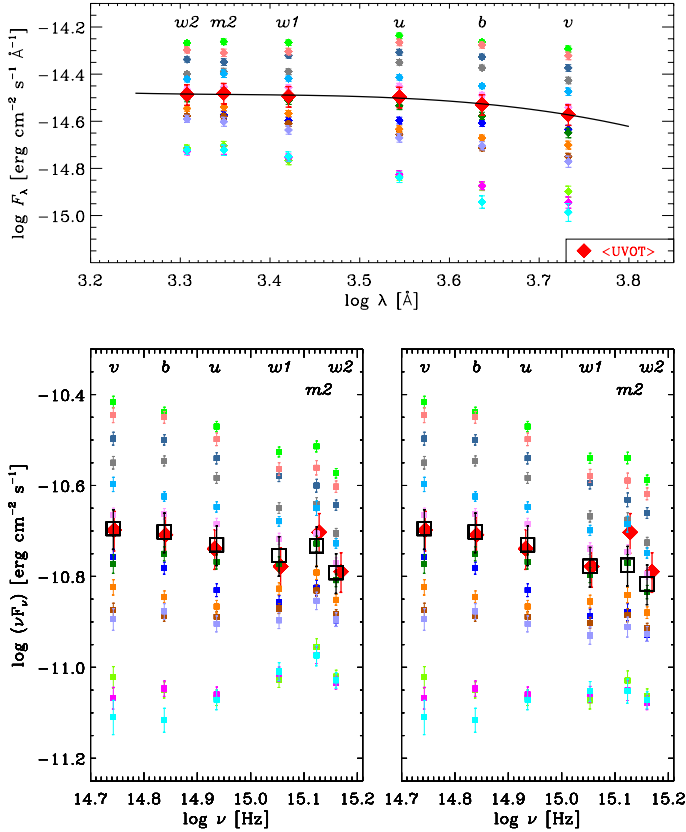 w2 m2 w1 u b v
−14.2
−14.4
−14.6
−14.8
−15.0
log F_λ [erg cm⁻² s⁻¹ Å⁻¹]
<UVOT>
3.2 3.3 3.4 3.5 3.6 3.7 3.8
log λ [Å]
v b u w1 w2
m2
v b u w1 w2
m2
−10.4
−10.6
−10.8
−11.0
−11.2
log (νF_ν) [erg cm⁻² s⁻¹]
14.7 14.8 14.9 15.0 15.1 15.2
14.7 14.8 14.9 15.0 15.1 15.2
log ν [Hz]
log ν [Hz]